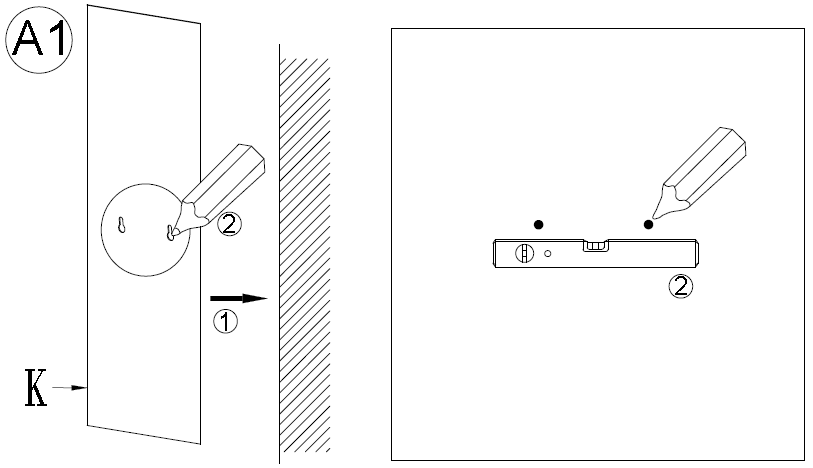 A1
②
①
K
②